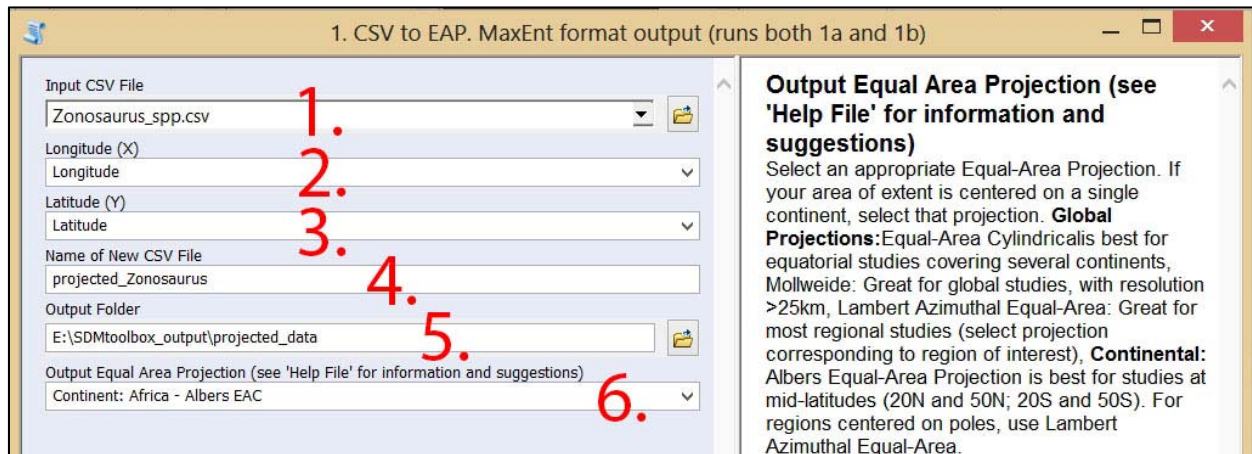 1. CSV to EAP. MaxEnt format output (runs both 1a and 1b)
Input CSV File
Zonosaurus_spp.csv
1.
Longitude (X)
Longitude
2.
Latitude (Y)
Latitude
3.
Name of New CSV File
projected_Zonosaurus
4.
Output Folder
E:\SDMtoolbox_output\projected_data
5.
Output Equal Area Projection (see 'Help File' for information and suggestions)
Continent: Africa - Albers EAC
6.
Output Equal Area Projection (see
'Help File' for information and
suggestions)
Select an appropriate Equal-Area Projection. If
your area of extent is centered on a single
continent, select that projection. Global
Projections:Equal-Area Cylindricalis best for
equatorial studies covering several continents,
Mollweide: Great for global studies, with resolution
>25km, Lambert Azimuthal Equal-Area: Great for
most regional studies (select projection
corresponding to region of interest), Continental:
Albers Equal-Area Projection is best for studies at
mid-latitudes (20N and 50N; 20S and 50S). For
regions centered on poles, use Lambert
Azimuthal Equal-Area.